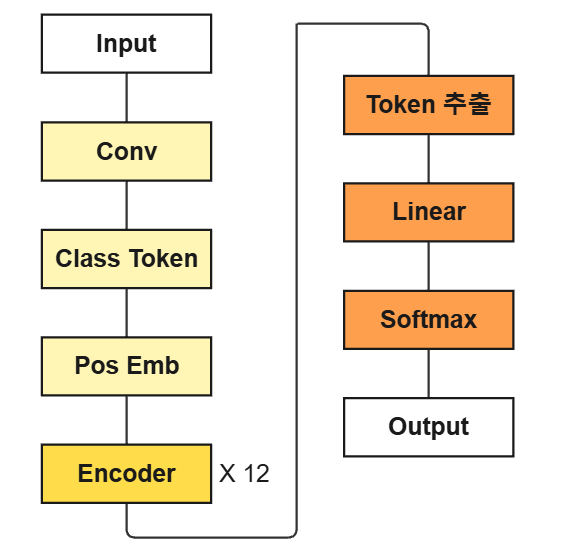 Input
Conv
Class Token
Pos Emb
Encoder X 12
Token 추출
Linear
Softmax
Output